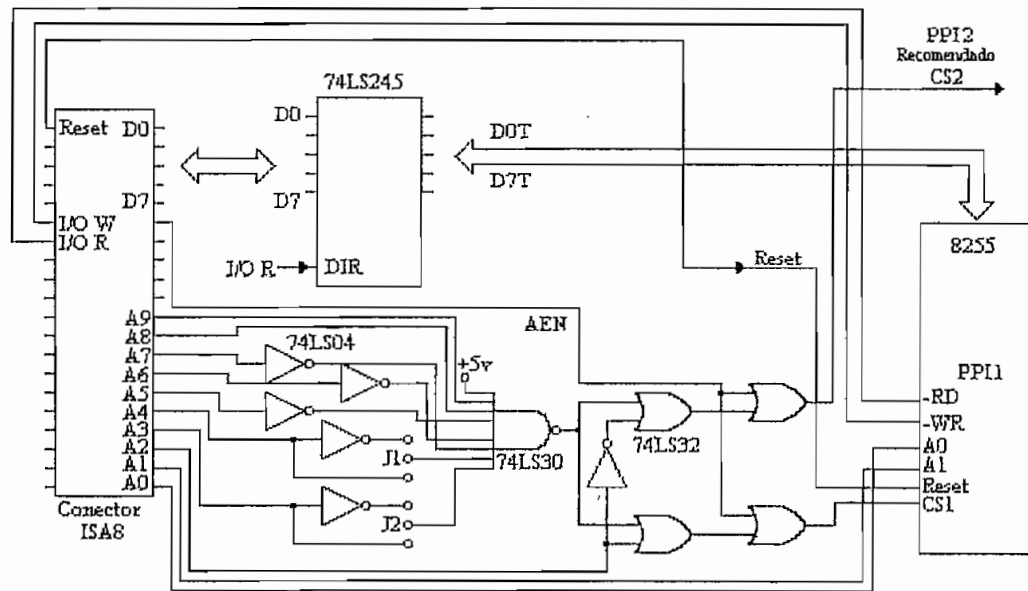 PPI2
Recomendado
CS2
74LS245
Reset
D0
D0
D0T
D7
D7
D7T
I/O W
I/O R
8255
I/O R
DIR
Reset
A9
A8
A7
A6
A5
A4
A3
A2
A1
A0
74LS04
AEN
+5v
PPI1
-RD
-WR
A0
A1
Reset
CS1
J1
74LS30
74LS32
J2
Conector
ISA8